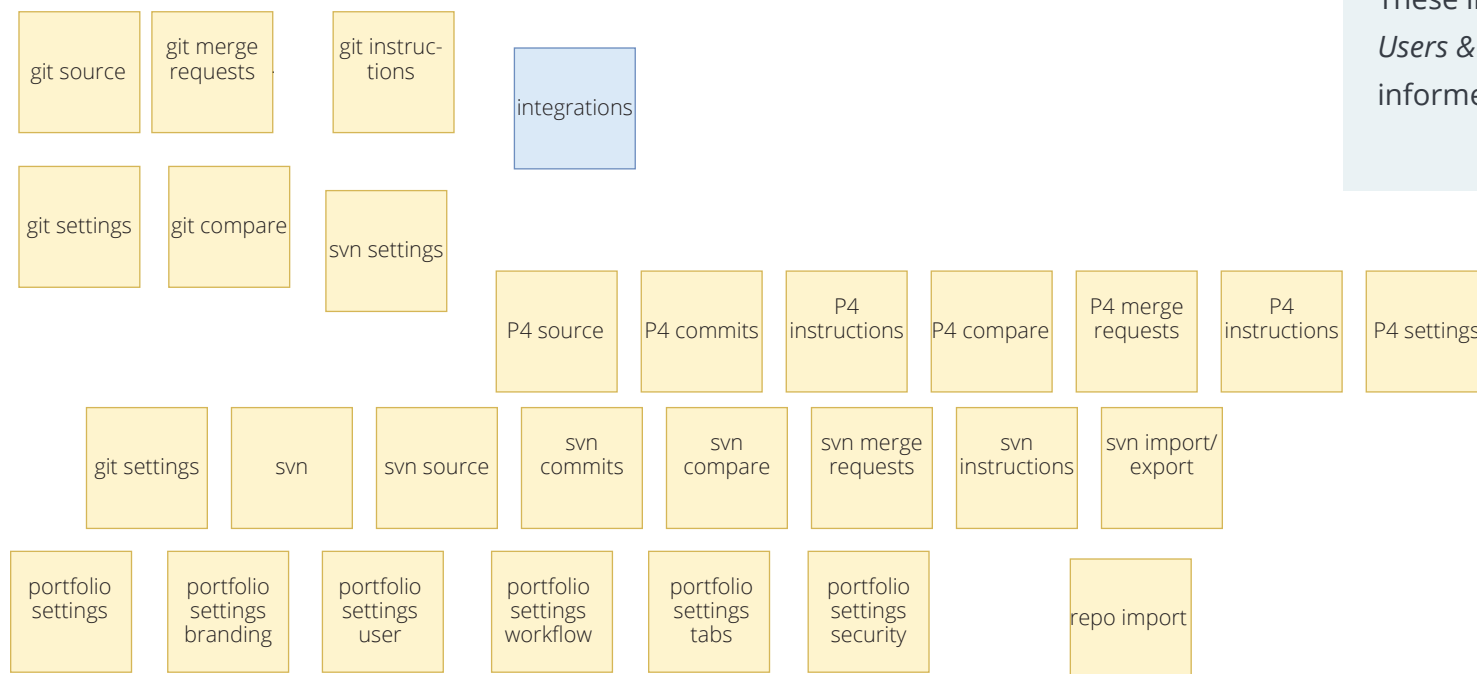 These
Users &
git source
git merge
requests
git instruc-
tions
integrations
git settings
git compare
svn settings
P4 source
P4 commits
P4
instructions
P4 compare
P4 merge
requests
P4
instructions
P4 settings
git settings
svn
svn source
svn
commits
svn
compare
svn merge
requests
svn
instructions
svn import/
export
portfolio
settings
portfolio
settings
branding
portfolio
settings
user
portfolio
settings
workflow
portfolio
settings
tabs
portfolio
settings
security
repo import